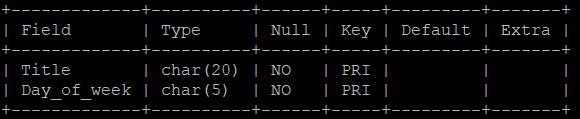 +-------------+----------+------+-----+---------+-------+
| Field       | Type     | Null | Key | Default | Extra |
+-------------+----------+------+-----+---------+-------+
| Title       | char(20) | NO   | PRI |         |       |
| Day_of_week | char(5)  | NO   | PRI |         |       |
+-------------+----------+------+-----+---------+-------+